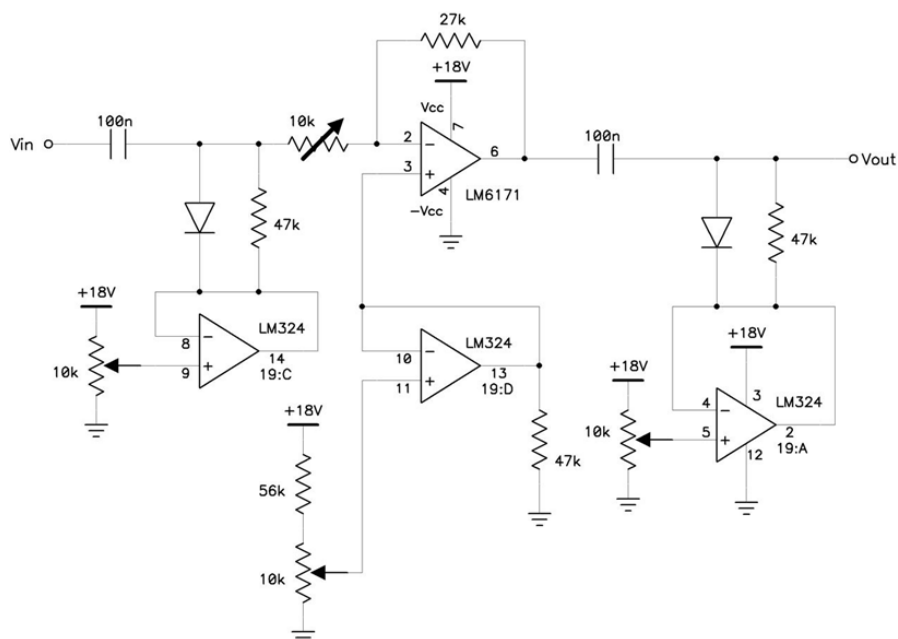 27k
+18V
Vin
100n
10k
Vcc
7
2
-
3
+
6
4
LM6171
-Vcc
100n
Vout
47k
47k
+18V
LM324
8
-
9
+
14
19:C
10k
LM324
10
-
11
+
13
19:D
+18V
LM324
3
4
-
5
+
2
12
19:A
+18V
10k
+18V
56k
47k
10k